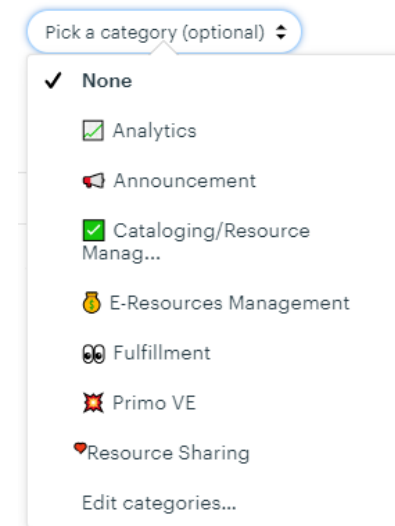 Pick a category (optional)
None
Analytics
Announcement
Cataloging/Resource
Manag...
E-Resources Management
Fulfillment
Primo VE
Resource Sharing
Edit categories...